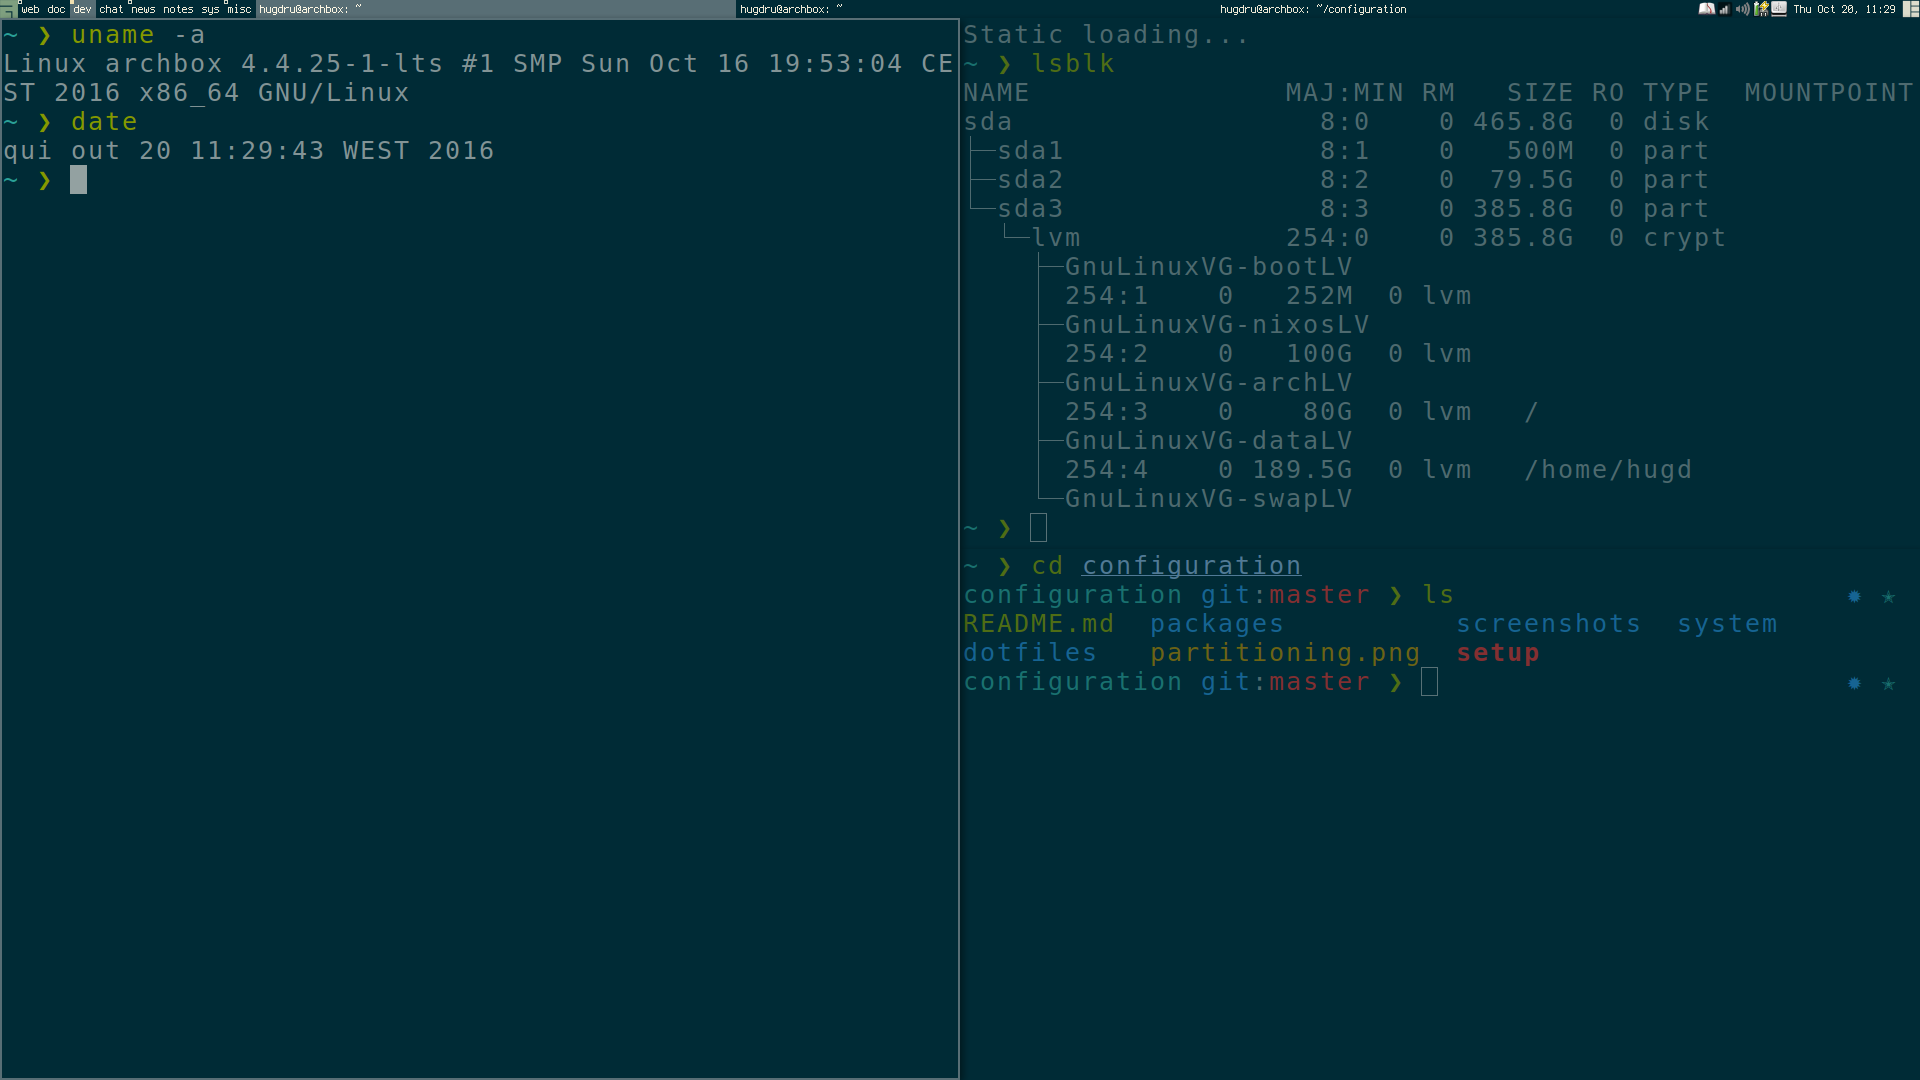 web doc dev chat news notes sys misc hugdru@archbox: ~ hugdru@archbox: ~ hugdru@archbox: ~/configuration Thu Oct 20, 11:29
~ ❯ uname -a
Linux archbox 4.4.25-1-lts #1 SMP Sun Oct 16 19:53:04 CE
ST 2016 x86_64 GNU/Linux
~ ❯ date
qui out 20 11:29:43 WEST 2016
~ ❯
Static loading...
~ ❯ lsblk
NAME MAJ:MIN RM SIZE RO TYPE MOUNTPOINT
sda 8:0 0 465.8G 0 disk
├─sda1 8:1 0 500M 0 part
├─sda2 8:2 0 79.5G 0 part
└─sda3 8:3 0 385.8G 0 part
└─lvm 254:0 0 385.8G 0 crypt
├─GnuLinuxVG-bootLV
│ 254:1 0 252M 0 lvm
├─GnuLinuxVG-nixosLV
│ 254:2 0 100G 0 lvm
├─GnuLinuxVG-archLV
│ 254:3 0 80G 0 lvm /
├─GnuLinuxVG-dataLV
│ 254:4 0 189.5G 0 lvm /home/hugd
└─GnuLinuxVG-swapLV
~ ❯
~ ❯ cd configuration
configuration git:master ❯ ls ✹ ✭
README.md packages screenshots system
dotfiles partitioning.png setup
configuration git:master ❯ ✹ ✭